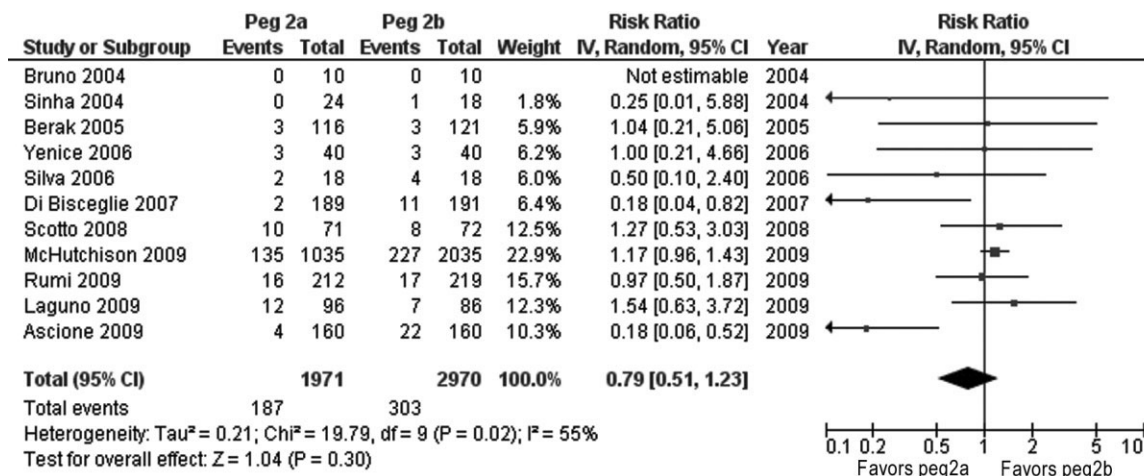 Peg 2a Peg 2b Risk Ratio Risk Ratio
Study or Subgroup Events Total Events Total Weight IV, Random, 95% CI Year IV, Random, 95% CI
Bruno 2004 0 10 0 10 Not estimable 2004
Sinha 2004 0 24 1 18 1.8% 0.25 [0.01, 5.88] 2004
Berak 2005 3 116 3 121 5.9% 1.04 [0.21, 5.06] 2005
Yenice 2006 3 40 3 40 6.2% 1.00 [0.21, 4.66] 2006
Silva 2006 2 18 4 18 6.0% 0.50 [0.10, 2.40] 2006
Di Bisceglie 2007 2 189 11 191 6.4% 0.18 [0.04, 0.82] 2007
Scotto 2008 10 71 8 72 12.5% 1.27 [0.53, 3.03] 2008
McHutchison 2009 135 1035 227 2035 22.9% 1.17 [0.96, 1.43] 2009
Rumi 2009 16 212 17 219 15.7% 0.97 [0.50, 1.87] 2009
Laguno 2009 12 96 7 86 12.3% 1.54 [0.63, 3.72] 2009
Ascione 2009 4 160 22 160 10.3% 0.18 [0.06, 0.52] 2009
Total (95% CI) 1971 2970 100.0% 0.79 [0.51, 1.23]
Total events 187 303
Heterogeneity: Tau² = 0.21; Chi² = 19.79, df = 9 (P = 0.02); I² = 55%
Test for overall effect: Z = 1.04 (P = 0.30)
0.1 0.2 0.5 1 2 5 10
Favors peg2a Favors peg2b